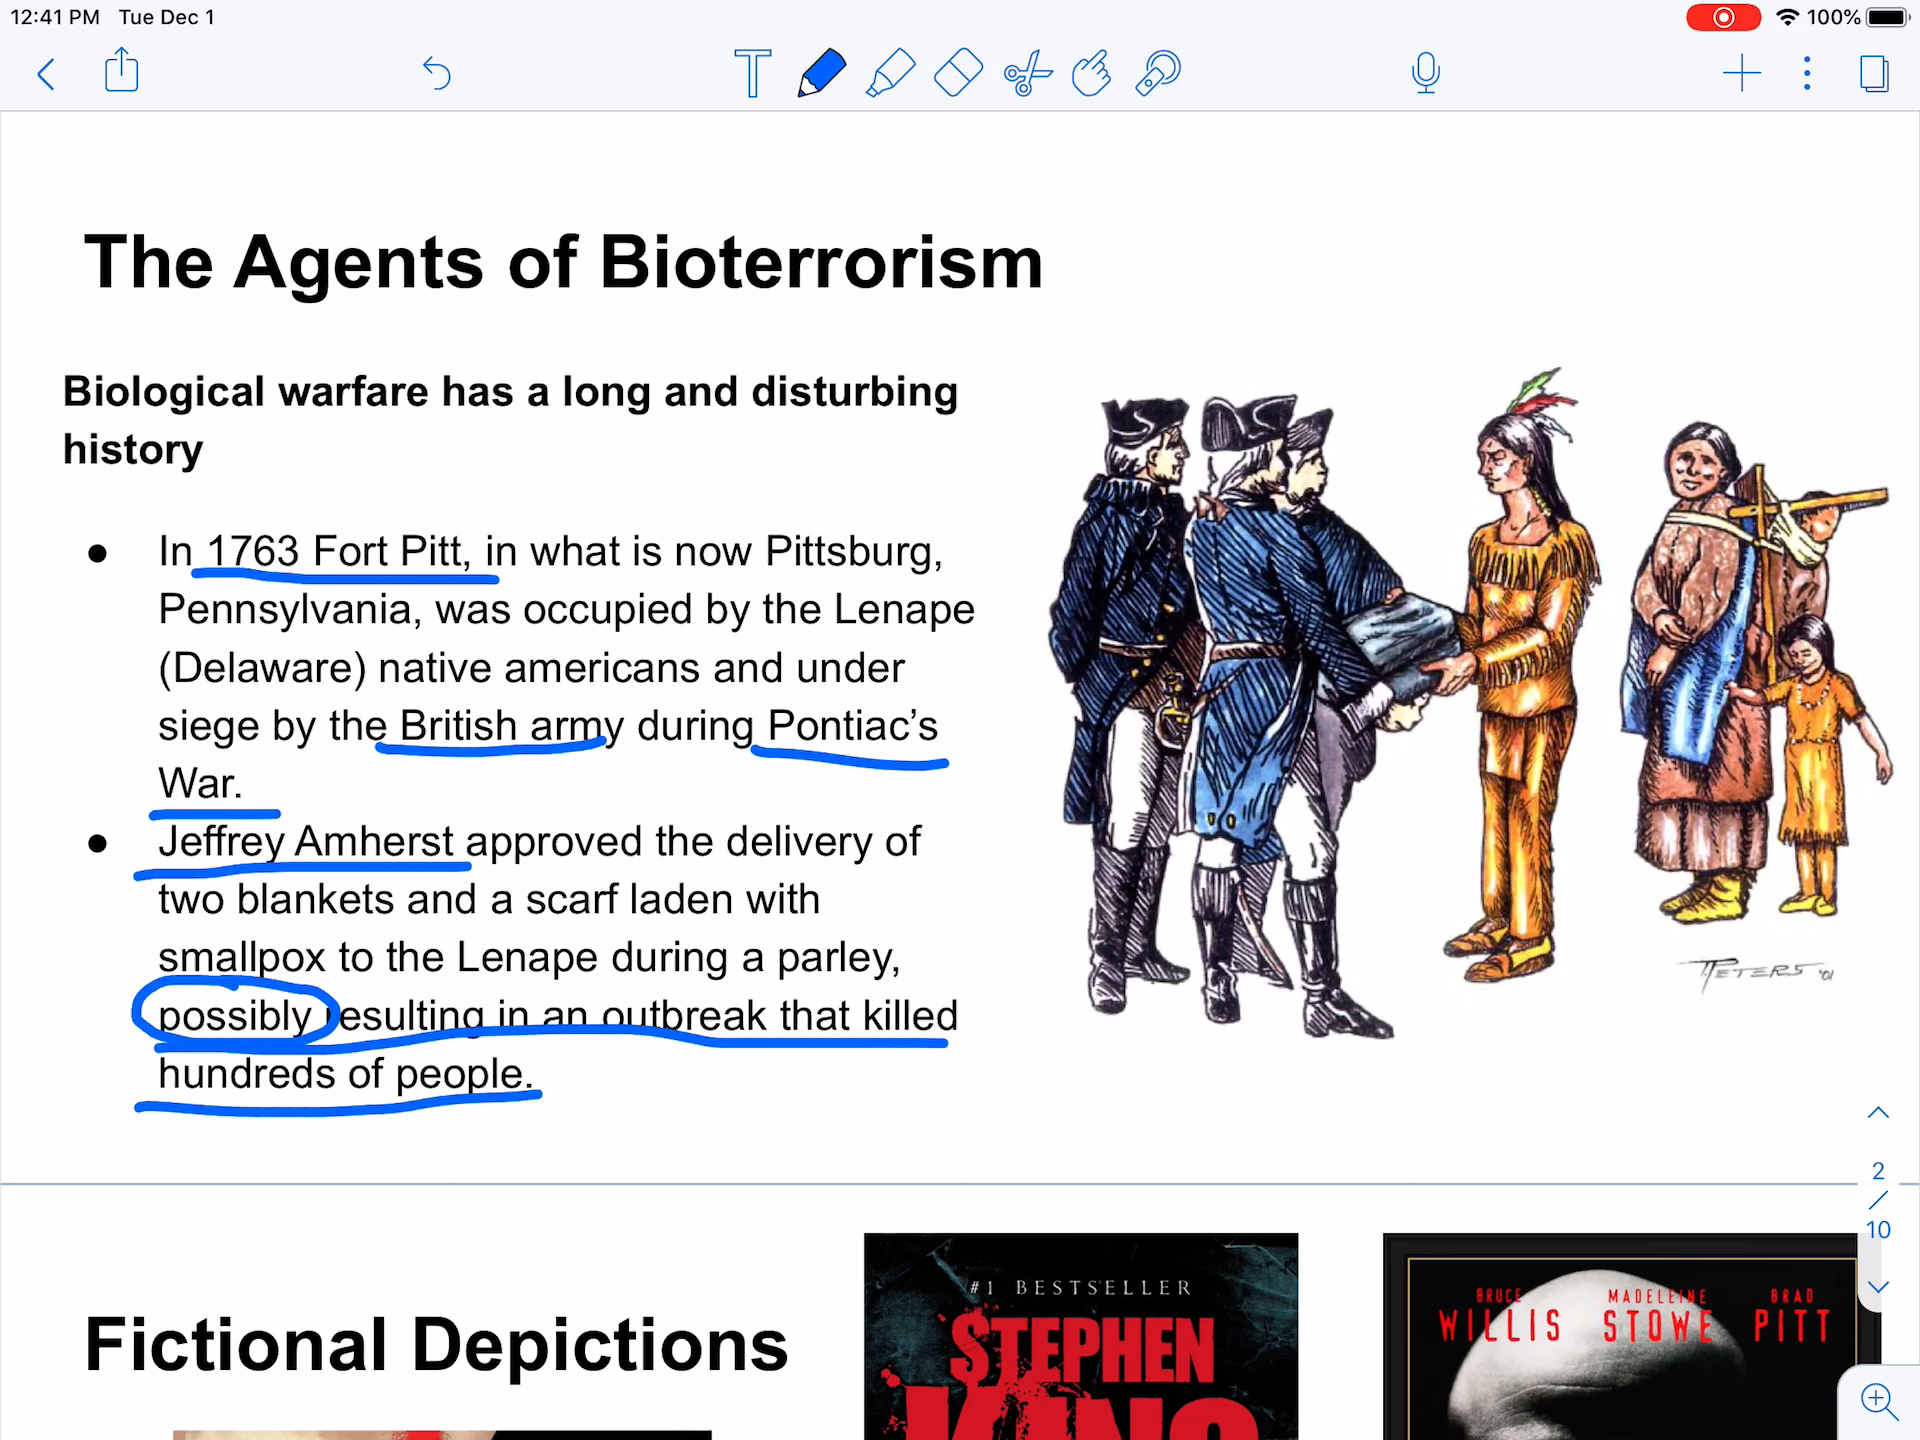 12:41 PM Tue Dec 1
100%
T
The Agents of Bioterrorism
Biological warfare has a long and disturbing
history
● In 1763 Fort Pitt, in what is now Pittsburg,
Pennsylvania, was occupied by the Lenape
(Delaware) native americans and under
siege by the British army during Pontiac's
War.
● Jeffrey Amherst approved the delivery of
two blankets and a scarf laden with
smallpox to the Lenape during a parley,
possibly resulting in an outbreak that killed
hundreds of people.
PETERS '01
2
/
10
Fictional Depictions
#1 BESTSELLER
STEPHEN
KING
BRUCE
WILLIS
MADELEINE
STOWE
BRAD
PITT